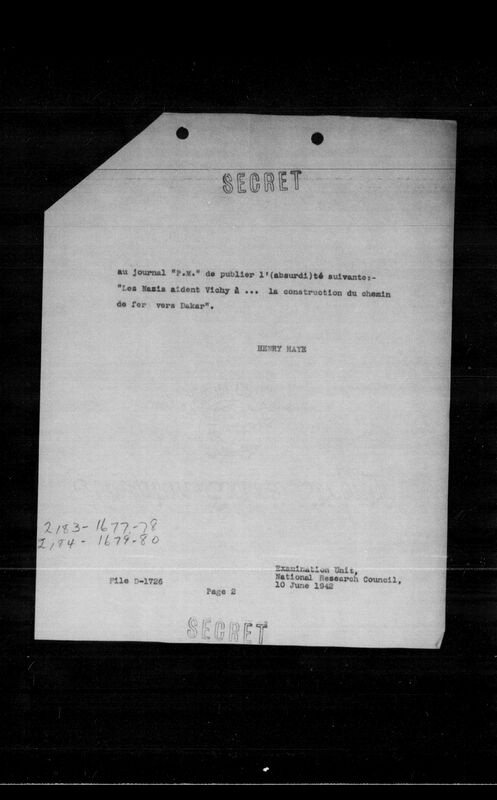 SECRET
au journal "P.M." de publier l'(absurdi)té suivante:-
"Les Nazis aident Vichy à ... la construction du chemin
de fer vers Dakar".
HENRY HAYE
2183-1677-78
2,184 - 1679-80
File D-1726
Page 2
Examination Unit,
National Research Council,
10 June 1942
SECRET